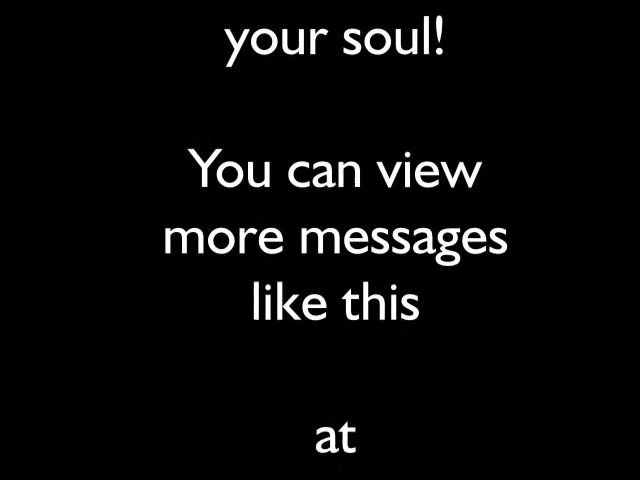 your soul!
You can view
more messages
like this
at